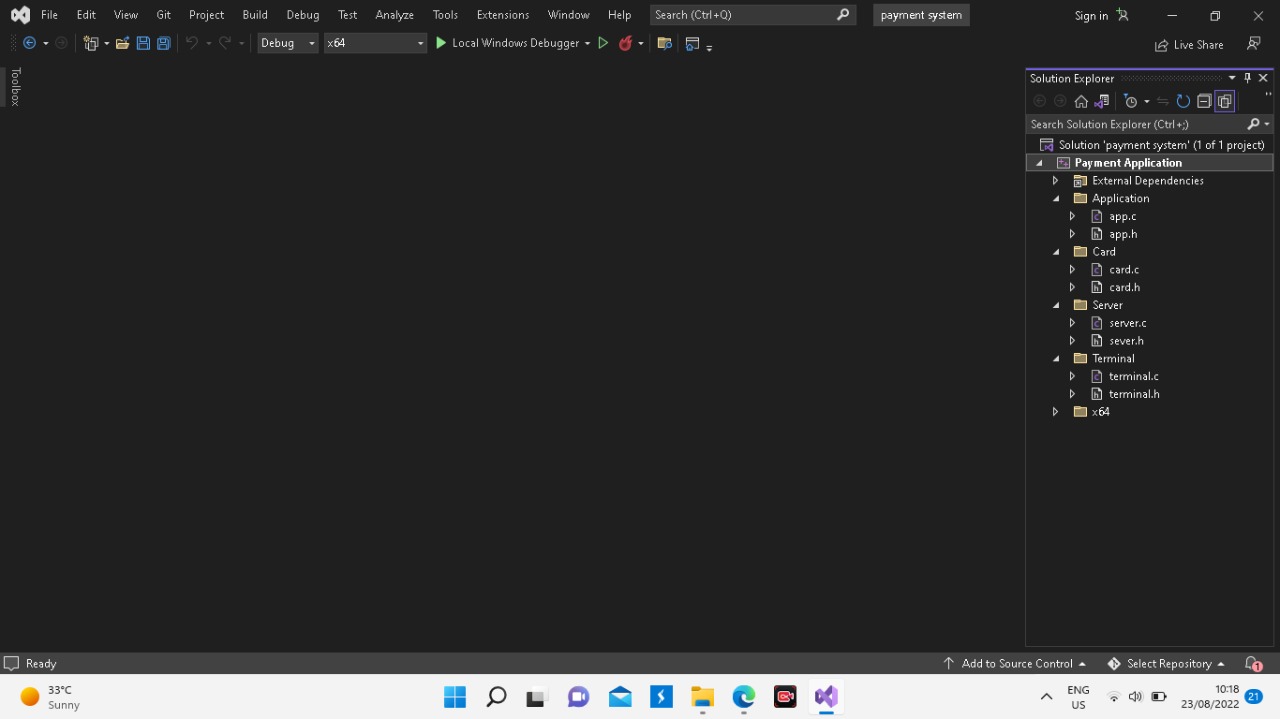 File Edit View Git Project Build Debug Test Analyze Tools Extensions Window Help Search (Ctrl+Q) payment system Sign in
Debug x64 Local Windows Debugger Live Share
Toolbox
Solution Explorer
Search Solution Explorer (Ctrl+;)
Solution 'payment system' (1 of 1 project)
Payment Application
External Dependencies
Application
app.c
app.h
Card
card.c
card.h
Server
server.c
sever.h
Terminal
terminal.c
terminal.h
x64
Ready Add to Source Control Select Repository 1
33°C
Sunny
ENG
US
10:18
23/08/2022
21